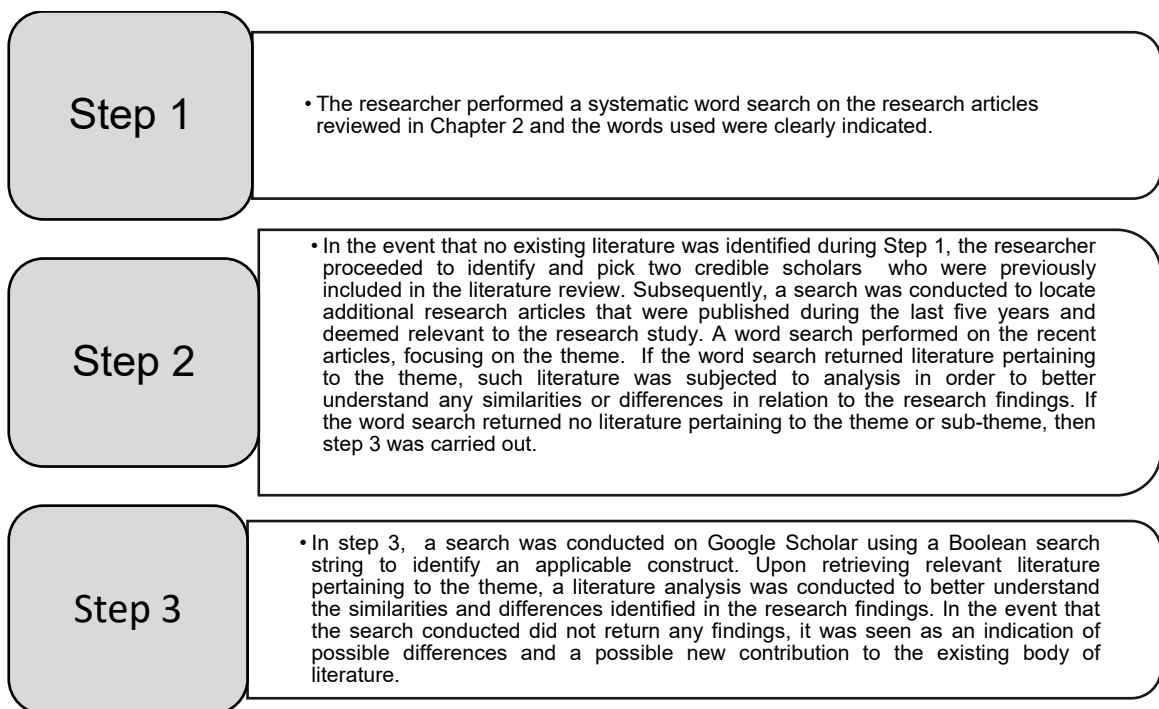 Step 1
• The researcher performed a systematic word search on the research articles
reviewed in Chapter 2 and the words used were clearly indicated.
Step 2
• In the event that no existing literature was identified during Step 1, the researcher
proceeded to identify and pick two credible scholars who were previously
included in the literature review. Subsequently, a search was conducted to locate
additional research articles that were published during the last five years and
deemed relevant to the research study. A word search performed on the recent
articles, focusing on the theme. If the word search returned literature pertaining
to the theme, such literature was subjected to analysis in order to better
understand any similarities or differences in relation to the research findings. If
the word search returned no literature pertaining to the theme or sub-theme, then
step 3 was carried out.
Step 3
• In step 3, a search was conducted on Google Scholar using a Boolean search
string to identify an applicable construct. Upon retrieving relevant literature
pertaining to the theme, a literature analysis was conducted to better understand
the similarities and differences identified in the research findings. In the event that
the search conducted did not return any findings, it was seen as an indication of
possible differences and a possible new contribution to the existing body of
literature.